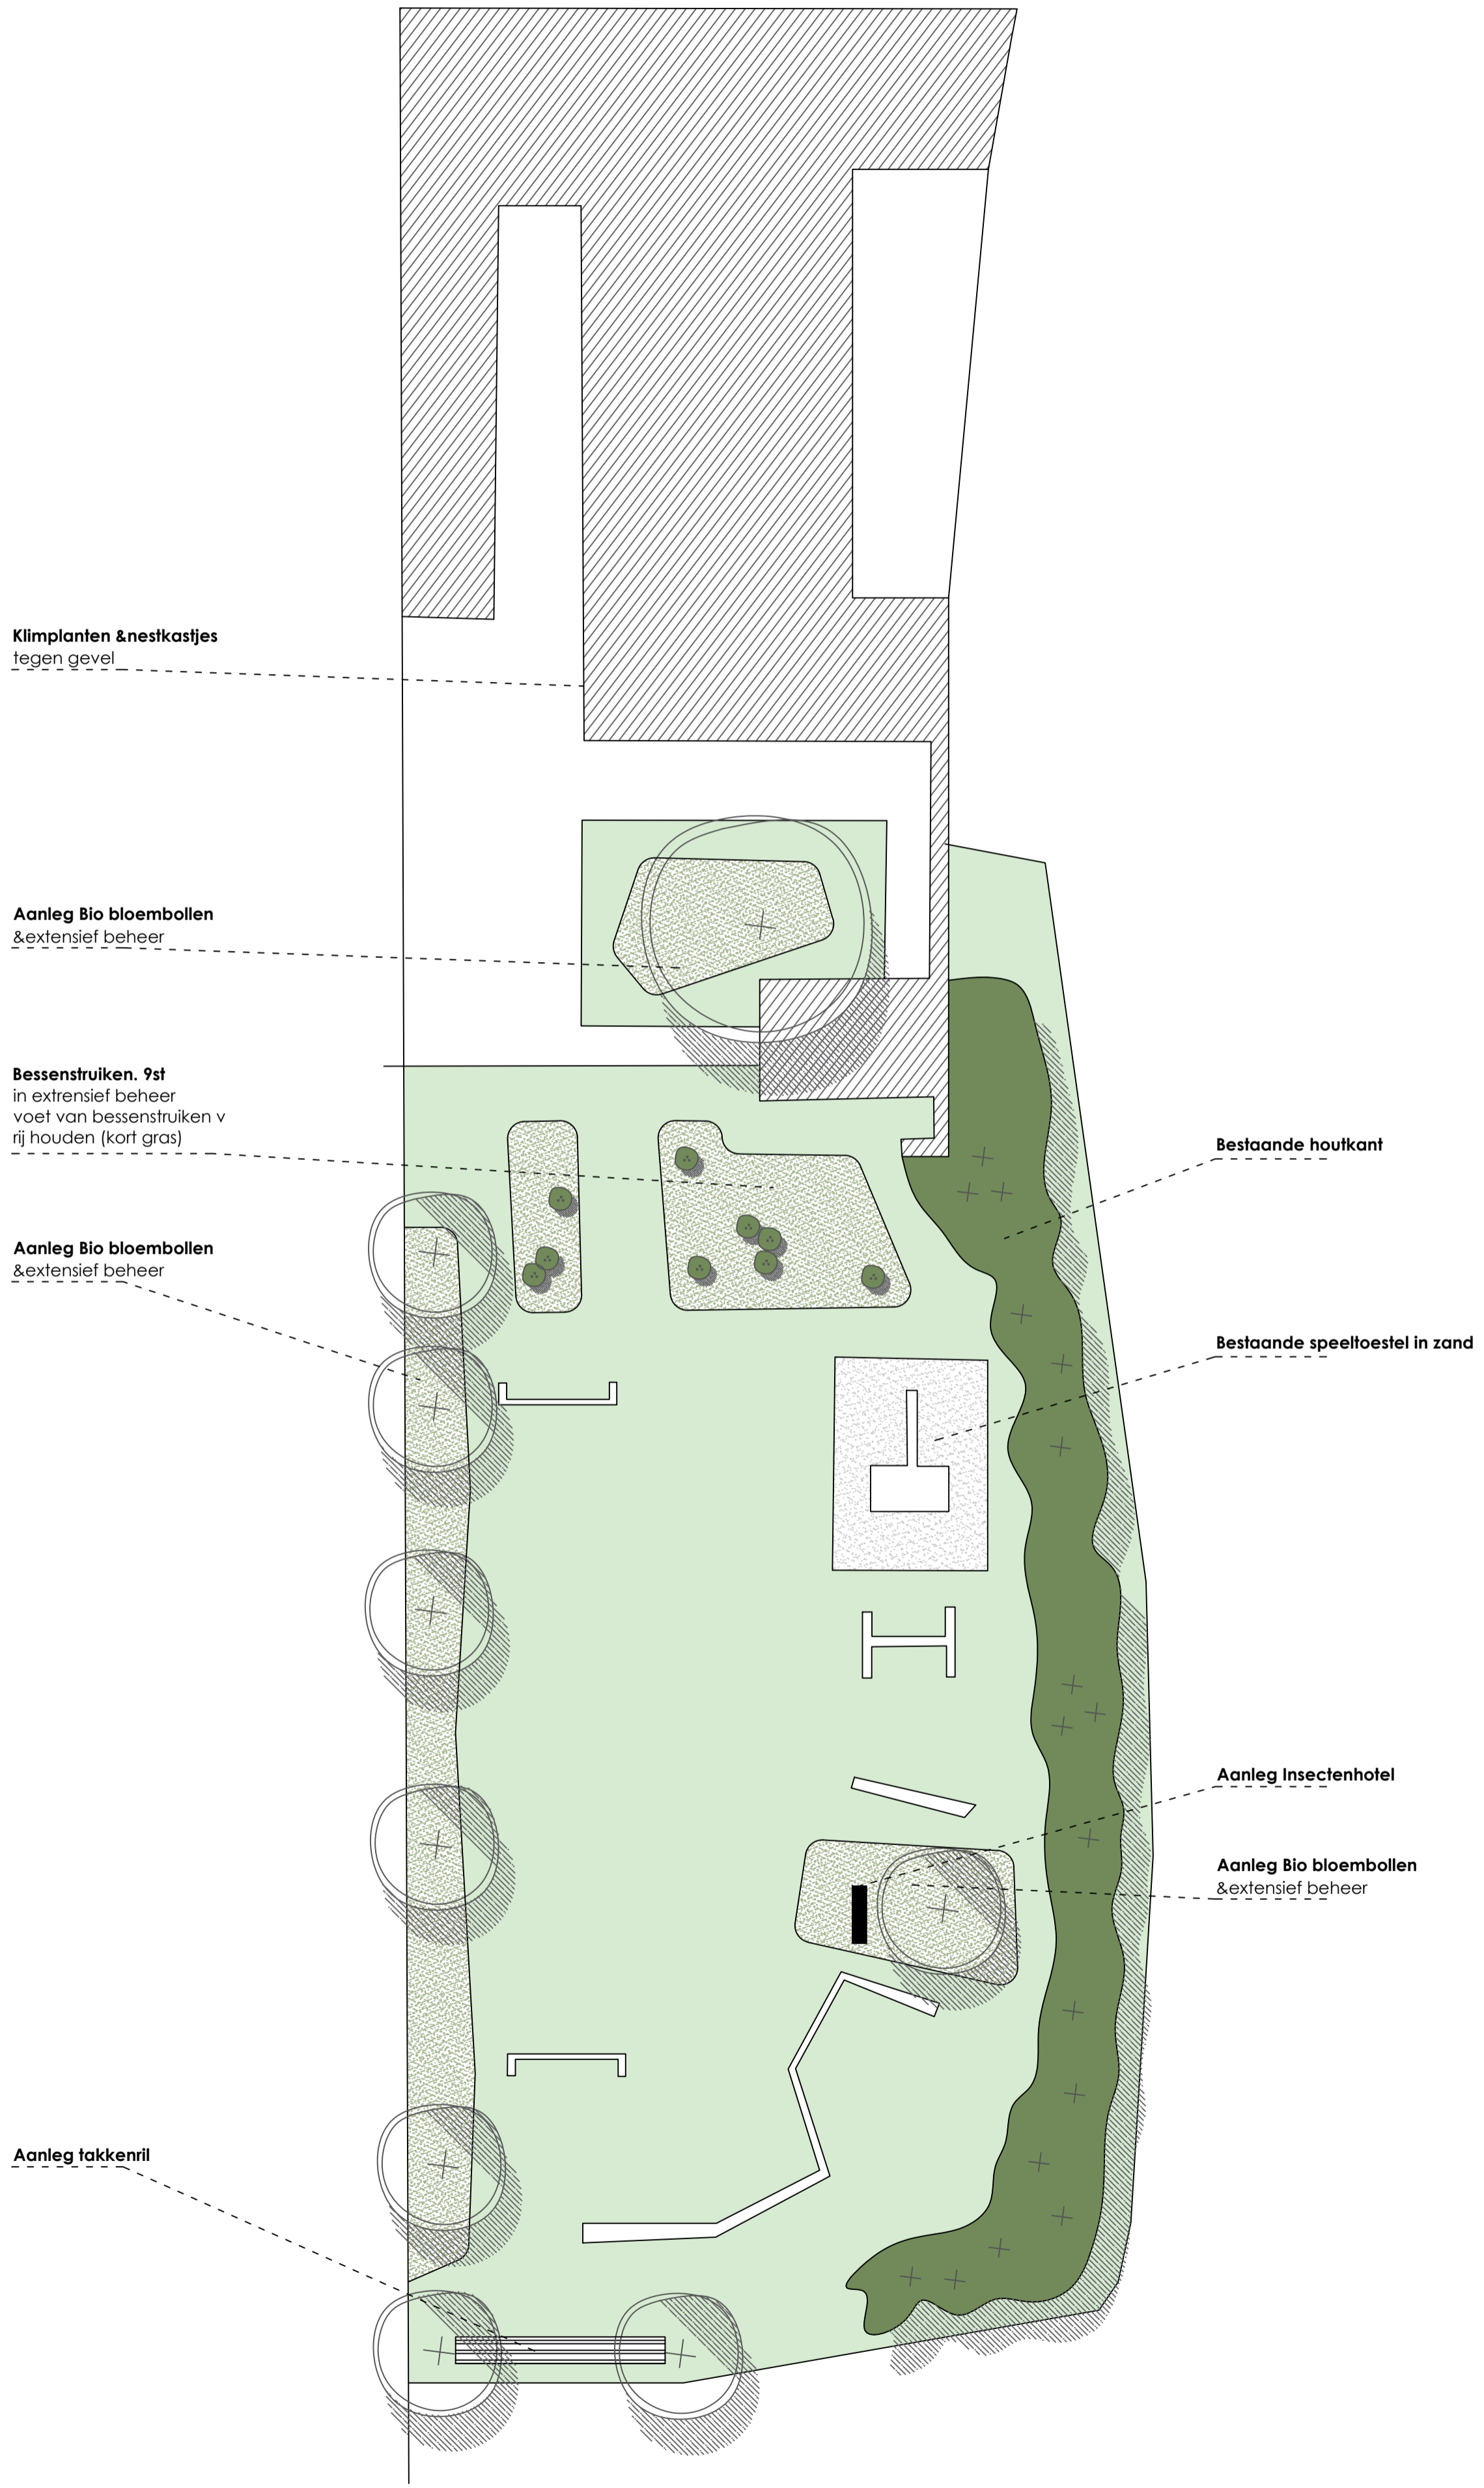 Klimplanten &nestkastjes
tegen gevel
Aanleg Bio bloembollen
&extensief beheer
Bessenstruiken. 9st
in extrensief beheer
voet van bessenstruiken v
rij houden (kort gras)
Aanleg Bio bloembollen
&extensief beheer
Aanleg takkenril
Bestaande houtkant
Bestaande speeltoestel in zand
Aanleg Insectenhotel
Aanleg Bio bloembollen
&extensief beheer